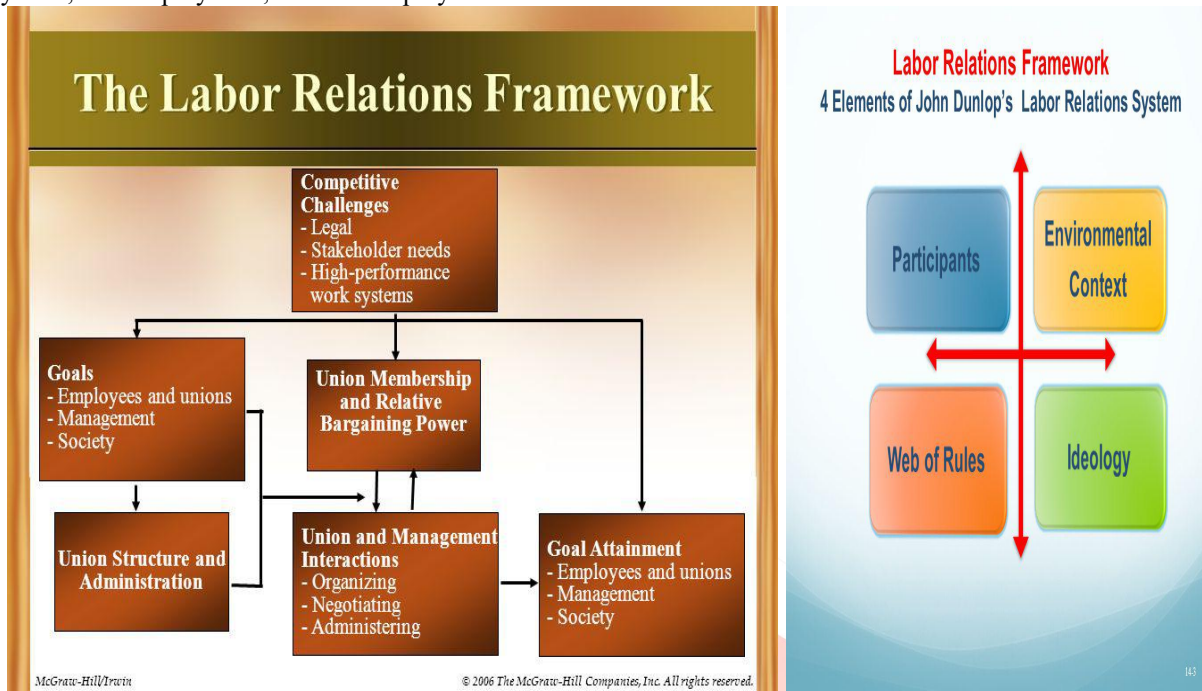 The Labor Relations Framework
Competitive
Challenges
- Legal
- Stakeholder needs
- High-performance
work systems
Goals
- Employees and unions
- Management
- Society
Union Membership
and Relative
Bargaining Power
Union Structure and
Administration
Union and Management
Interactions
- Organizing
- Negotiating
- Administering
Goal Attainment
- Employees and unions
- Management
- Society
McGraw-Hill/Irwin
© 2006 The McGraw-Hill Companies, Inc. All rights reserved.
Labor Relations Framework
4 Elements of John Dunlop's Labor Relations System
Participants
Environmental
Context
Web of Rules
Ideology
143